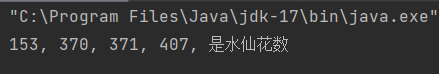 "C:\Program Files\Java\jdk-17\bin\java.exe"
153, 370, 371, 407, 是水仙花数